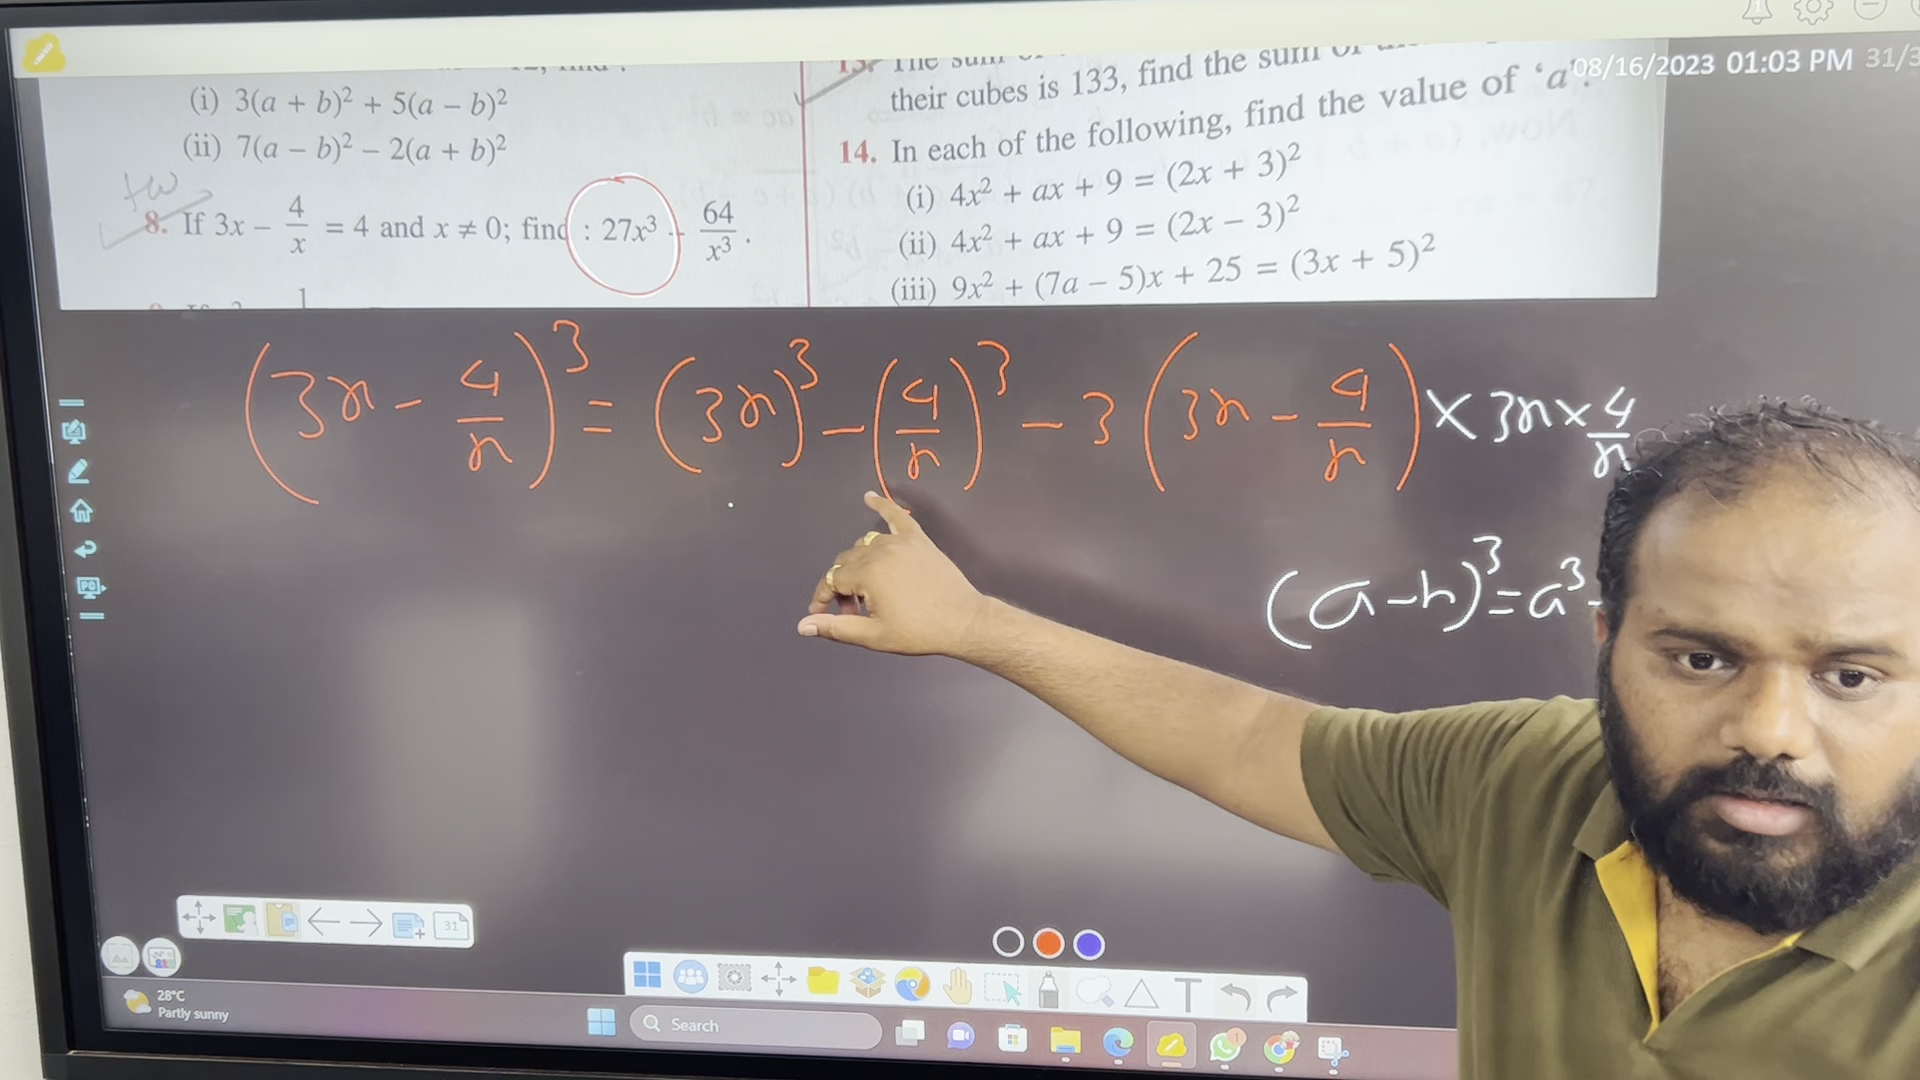 08/16/2023 01:03 PM 31/3
(i) 3(a + b)² + 5(a − b)²
(ii) 7(a − b)² − 2(a + b)²
8. If 3x − 4/x = 4 and x ≠ 0; find : 27x³ - 64/x³.
1
their cubes is 133, find the sum of
14. In each of the following, find the value of ‘a’.
(i) 4x² + ax + 9 = (2x + 3)²
(ii) 4x² + ax + 9 = (2x − 3)²
(iii) 9x² + (7a − 5)x + 25 = (3x + 5)²
(3x − 4/x)³ = (3x)³ − (4/x)³ − 3 (3x − 4/x) × 3x × 4/x
(a−b)³ = a³ -
31
28°C
Partly sunny
Search